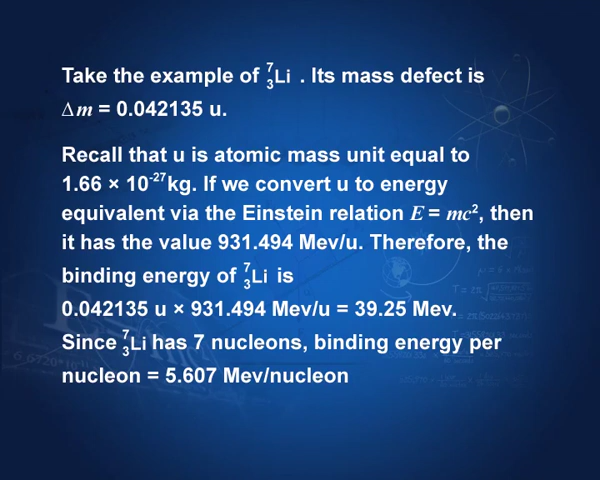 Take the example of ⁷₃Li . Its mass defect is
Δm = 0.042135 u.
Recall that u is atomic mass unit equal to
1.66 × 10⁻²⁷kg. If we convert u to energy
equivalent via the Einstein relation E = mc², then
it has the value 931.494 Mev/u. Therefore, the
binding energy of ⁷₃Li is
0.042135 u × 931.494 Mev/u = 39.25 Mev.
Since ⁷₃Li has 7 nucleons, binding energy per
nucleon = 5.607 Mev/nucleon